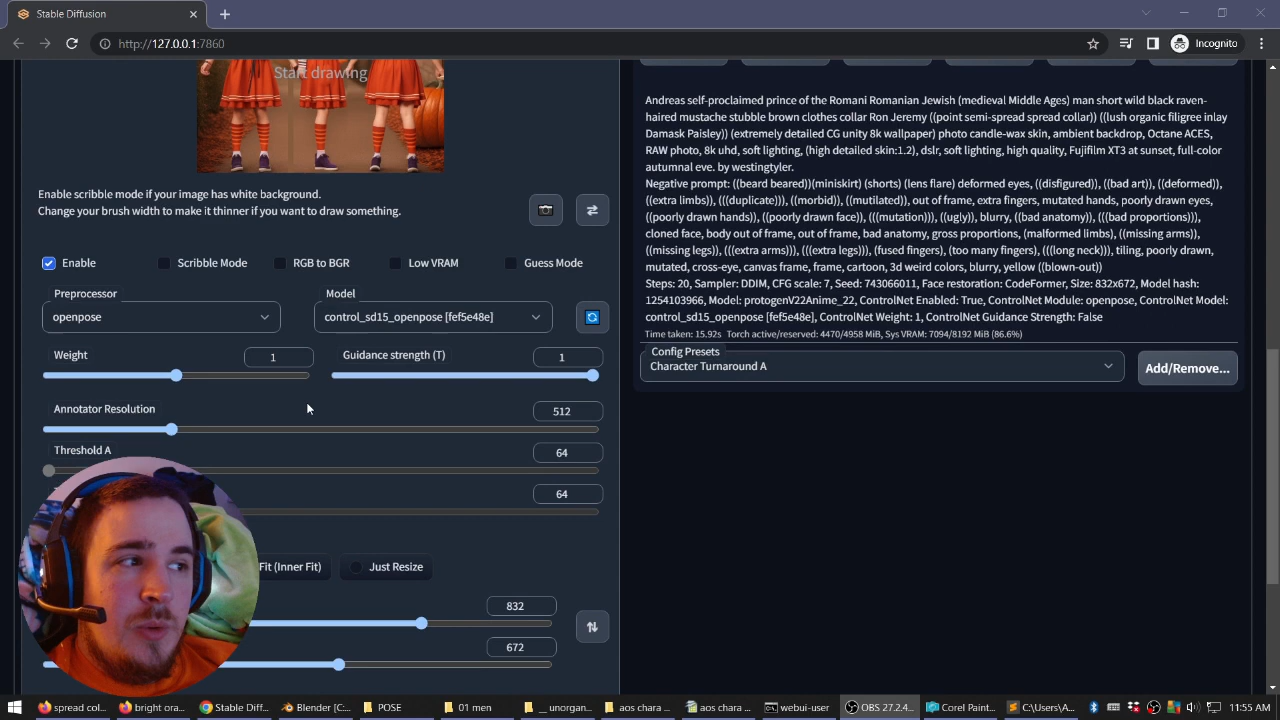 Stable Diffusion
http://127.0.0.1:7860
Incognito
Start drawing
Enable scribble mode if your image has white background.
Change your brush width to make it thinner if you want to draw something.
Enable
Scribble Mode
RGB to BGR
Low VRAM
Guess Mode
Preprocessor
openpose
Model
control_sd15_openpose [fef5e48e]
Weight
1
Guidance strength (T)
1
Annotator Resolution
512
Threshold A
64
64
Fit (Inner Fit)
Just Resize
832
672
Andreas self-proclaimed prince of the Romani Romanian Jewish (medieval Middle Ages) man short wild black raven-
haired mustache stubble brown clothes collar Ron Jeremy ((point semi-spread spread collar)) ((lush organic filigree inlay
Damask Paisley)) (extremely detailed CG unity 8k wallpaper) photo candle-wax skin, ambient backdrop, Octane ACES,
RAW photo, 8k uhd, soft lighting, (high detailed skin:1.2), dslr, soft lighting, high quality, Fujifilm XT3 at sunset, full-color
autumnal eve. by westingtyler.
Negative prompt: ((beard beared))(miniskirt) (shorts) (lens flare) deformed eyes, ((disfigured)), ((bad art)), ((deformed)),
((extra limbs)), (((duplicate))), ((morbid)), ((mutilated)), out of frame, extra fingers, mutated hands, poorly drawn eyes,
((poorly drawn hands)), ((poorly drawn face)), (((mutation))), ((ugly)), blurry, ((bad anatomy)), (((bad proportions))),
cloned face, body out of frame, out of frame, bad anatomy, gross proportions, (malformed limbs), ((missing arms)),
((missing legs)), (((extra arms))), (((extra legs))), (fused fingers), (too many fingers), (((long neck))), tiling, poorly drawn,
mutated, cross-eye, canvas frame, frame, cartoon, 3d weird colors, blurry, yellow ((blown-out))
Steps: 20, Sampler: DDIM, CFG scale: 7, Seed: 743066011, Face restoration: CodeFormer, Size: 832x672, Model hash:
1254103966, Model: protogenV22Anime_22, ControlNet Enabled: True, ControlNet Module: openpose, ControlNet Model:
control_sd15_openpose [fef5e48e], ControlNet Weight: 1, ControlNet Guidance Strength: False
Time taken: 15.92s Torch active/reserved: 4470/4958 MiB, Sys VRAM: 7094/8192 MiB (86.6%)
Config Presets
Character Turnaround A
Add/Remove...
spread col...
bright ora...
Stable Diff...
Blender [C:...
POSE
01 men
__ unorgan...
aos chara ...
aos chara ...
webui-user
OBS 27.2.4...
Corel Paint...
C:\Users\A...
11:55 AM